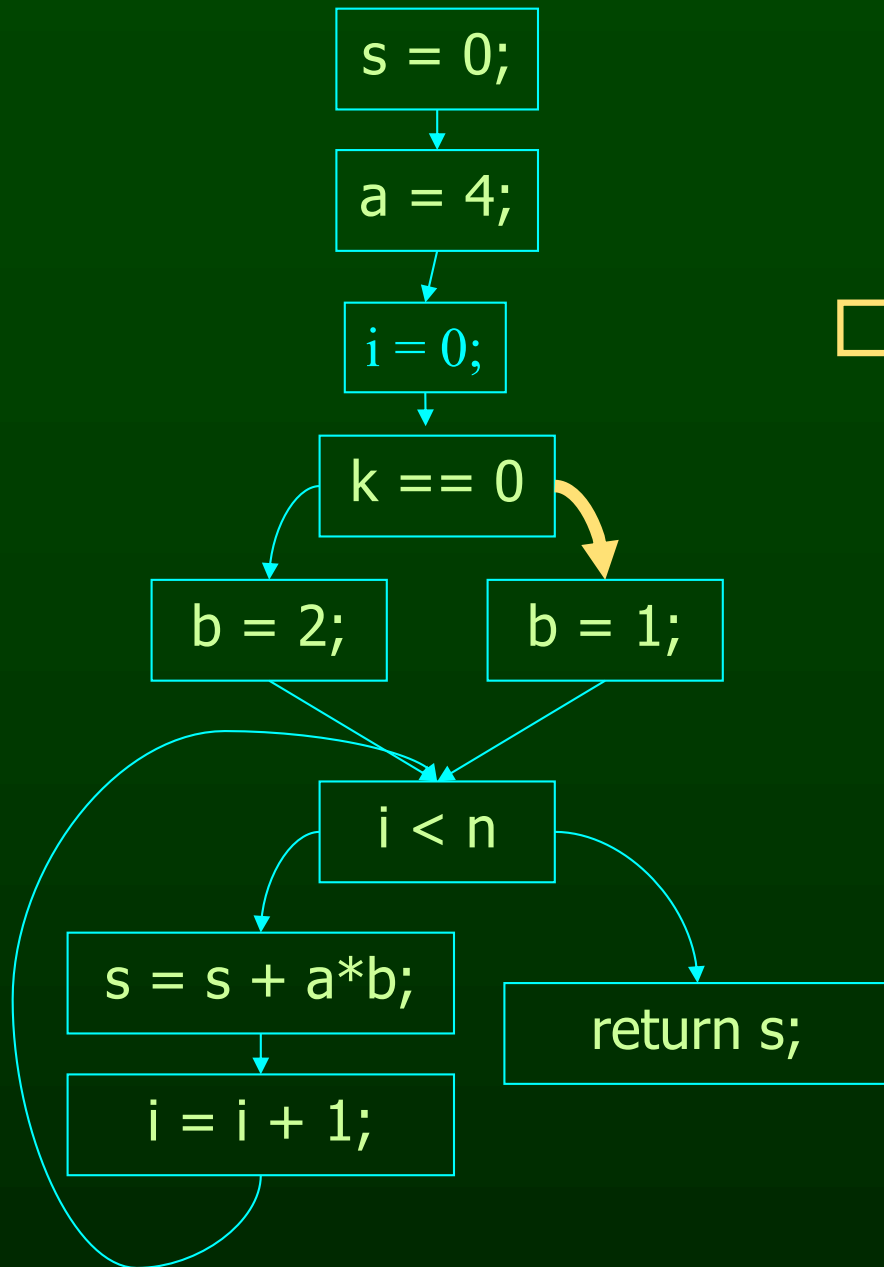 s = 0;
a = 4;
i = 0;
k == 0
b = 2;
b = 1;
i < n
s = s + a*b;
return s;
i = i + 1;